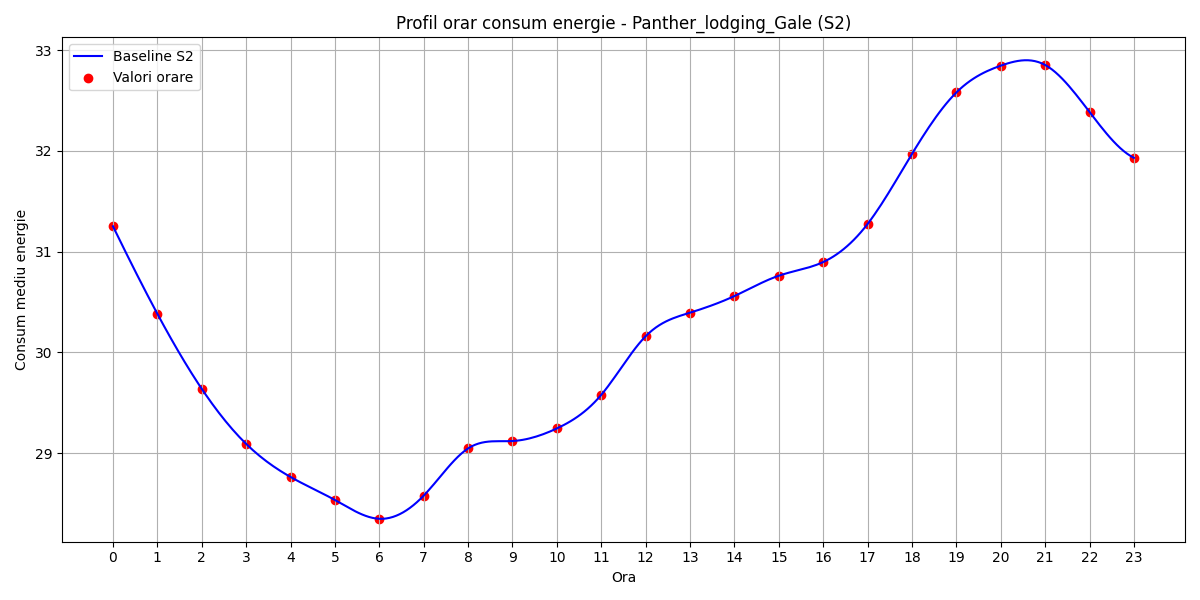 Profil orar consum energie - Panther_lodging_Gale (S2)
Baseline S2
Valori orare
33
32
31
30
29
Consum mediu energie
0 1 2 3 4 5 6 7 8 9 10 11 12 13 14 15 16 17 18 19 20 21 22 23
Ora